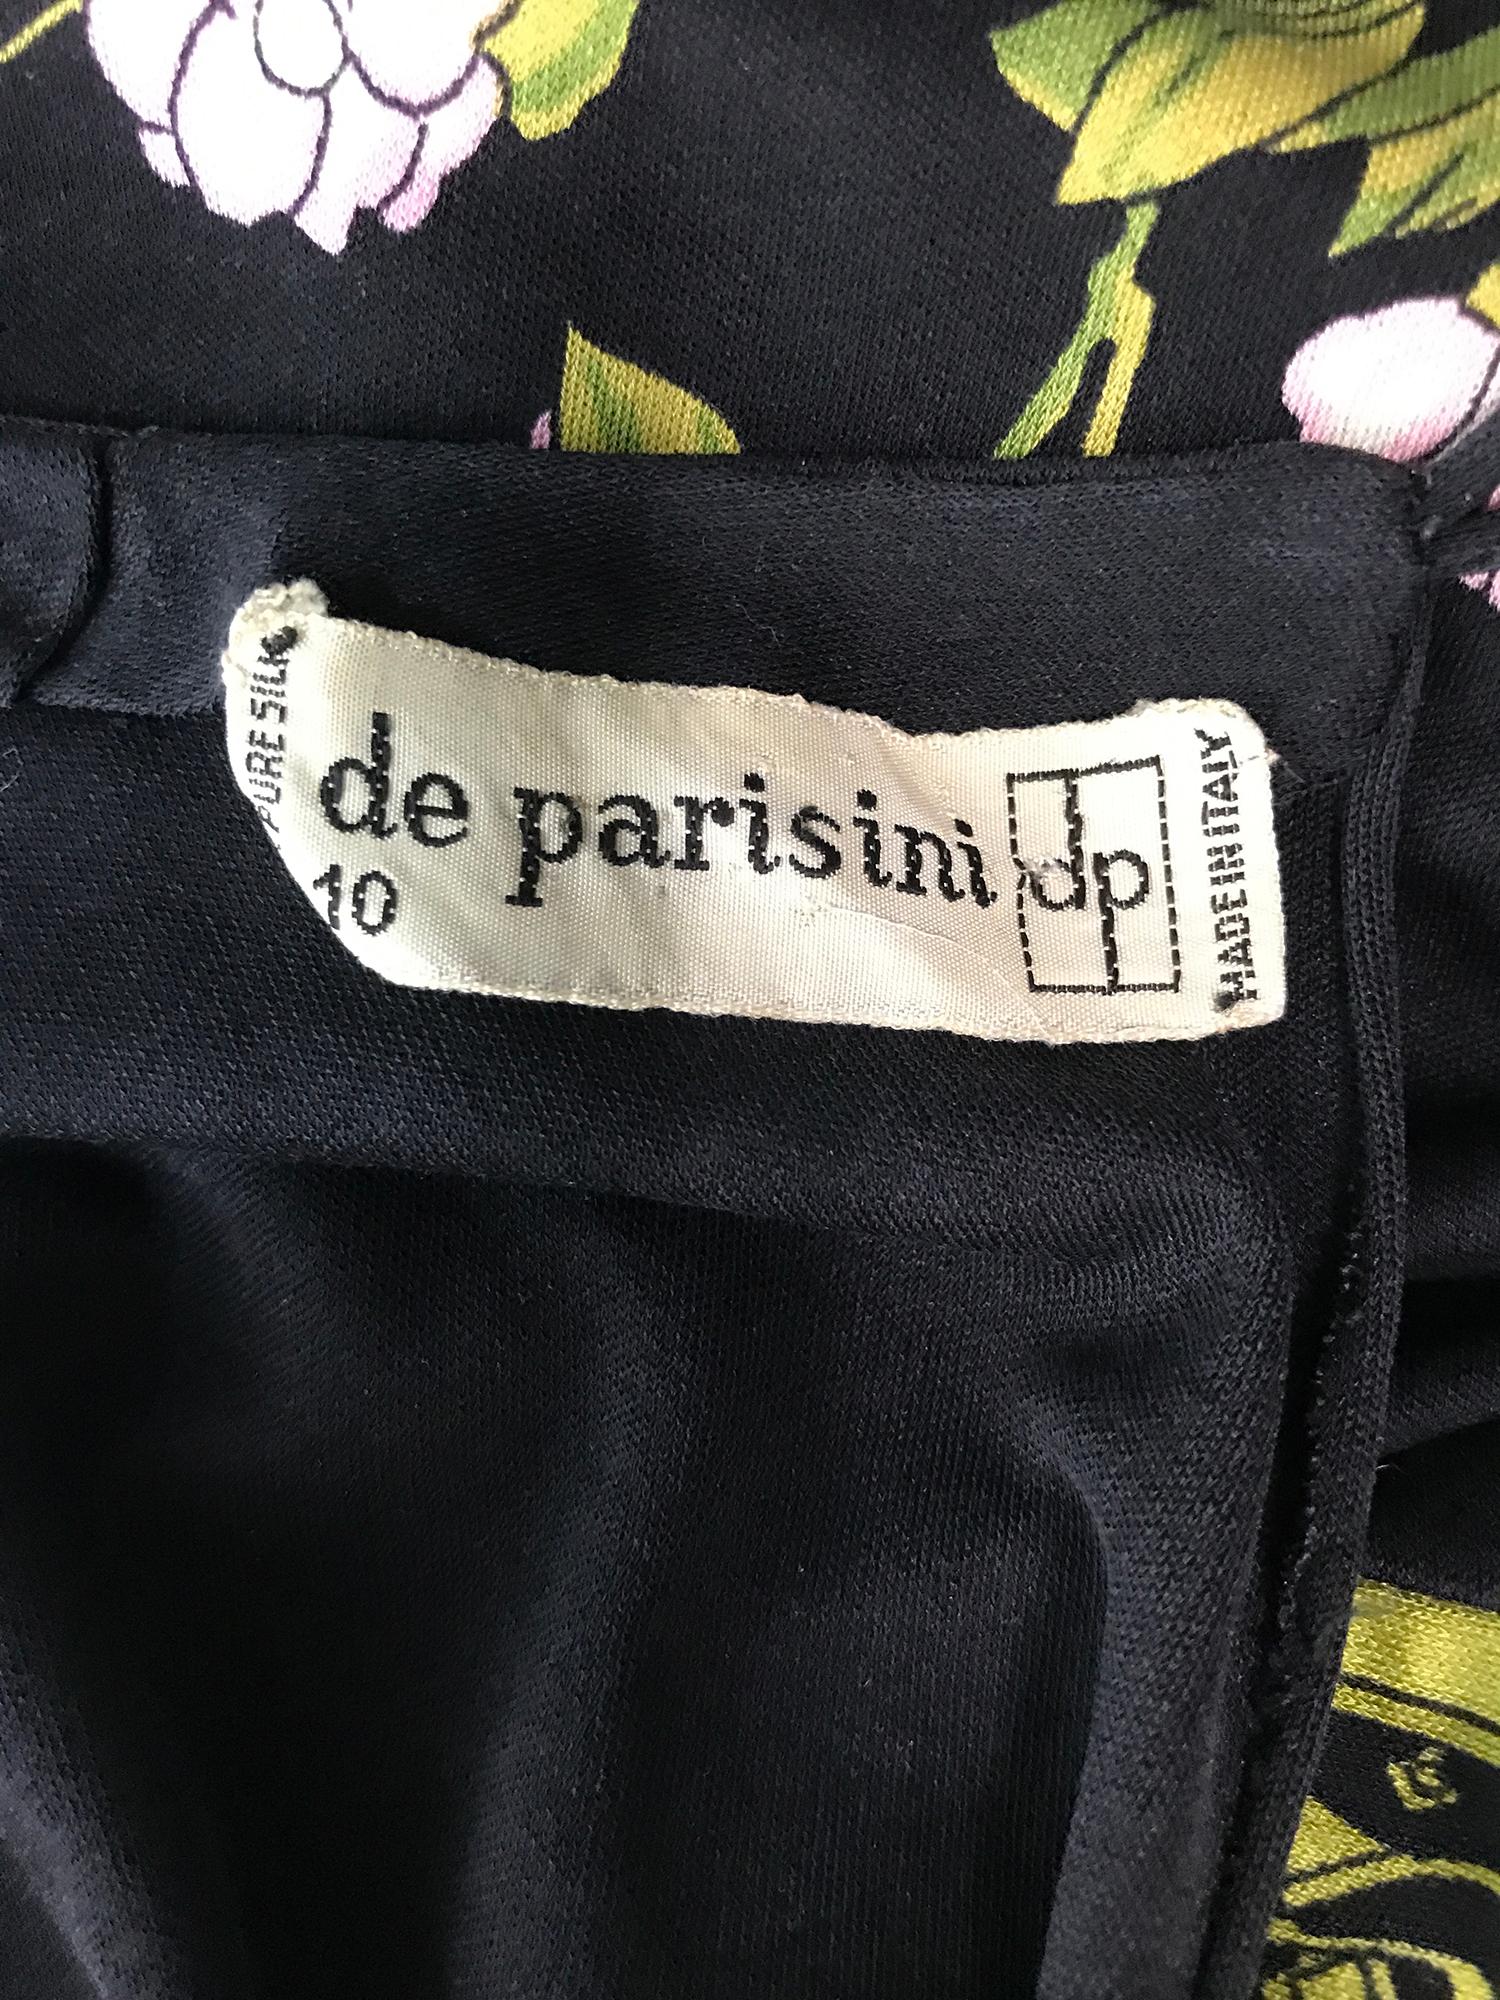 PURE SILK
de parisini
10
dp
MADE IN ITALY